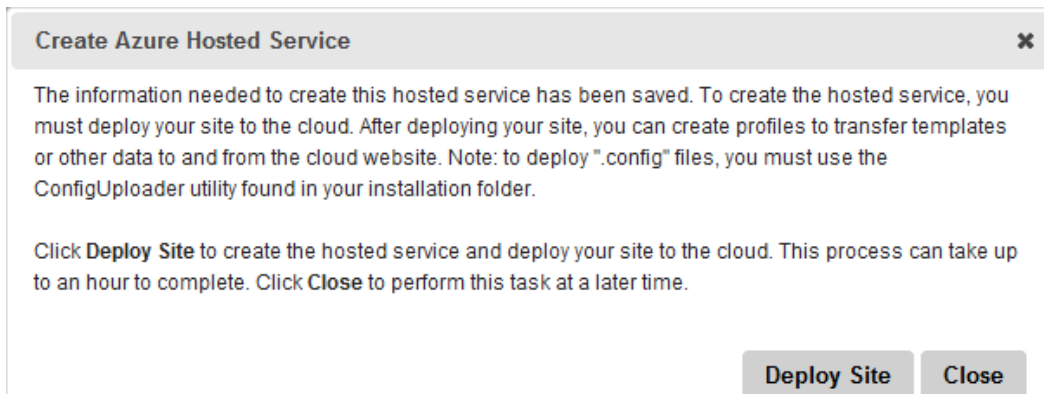 Create Azure Hosted Service
The information needed to create this hosted service has been saved. To create the hosted service, you
must deploy your site to the cloud. After deploying your site, you can create profiles to transfer templates
or other data to and from the cloud website. Note: to deploy ".config" files, you must use the
ConfigUploader utility found in your installation folder.
Click Deploy Site to create the hosted service and deploy your site to the cloud. This process can take up
to an hour to complete. Click Close to perform this task at a later time.
Deploy Site Close